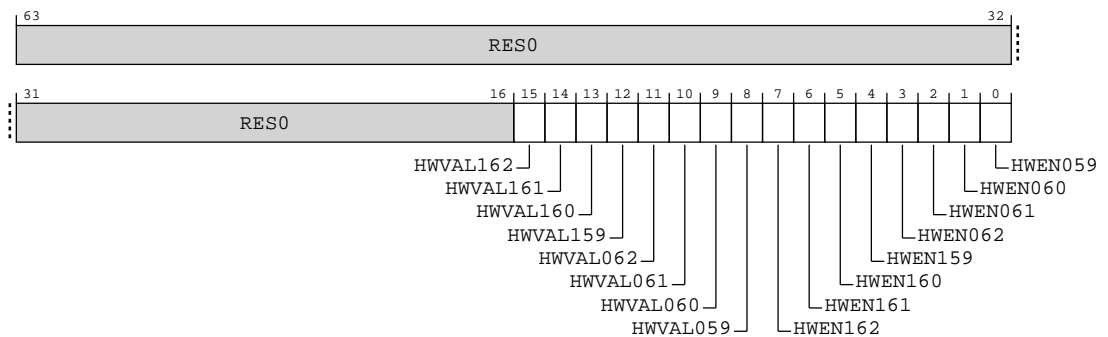 63 32
RES0
31 16 15 14 13 12 11 10 9 8 7 6 5 4 3 2 1 0
RES0
HWVAL162 HWEN059
HWVAL161 HWEN060
HWVAL160 HWEN061
HWVAL159 HWEN062
HWVAL062 HWEN159
HWVAL061 HWEN160
HWVAL060 HWEN161
HWVAL059 HWEN162